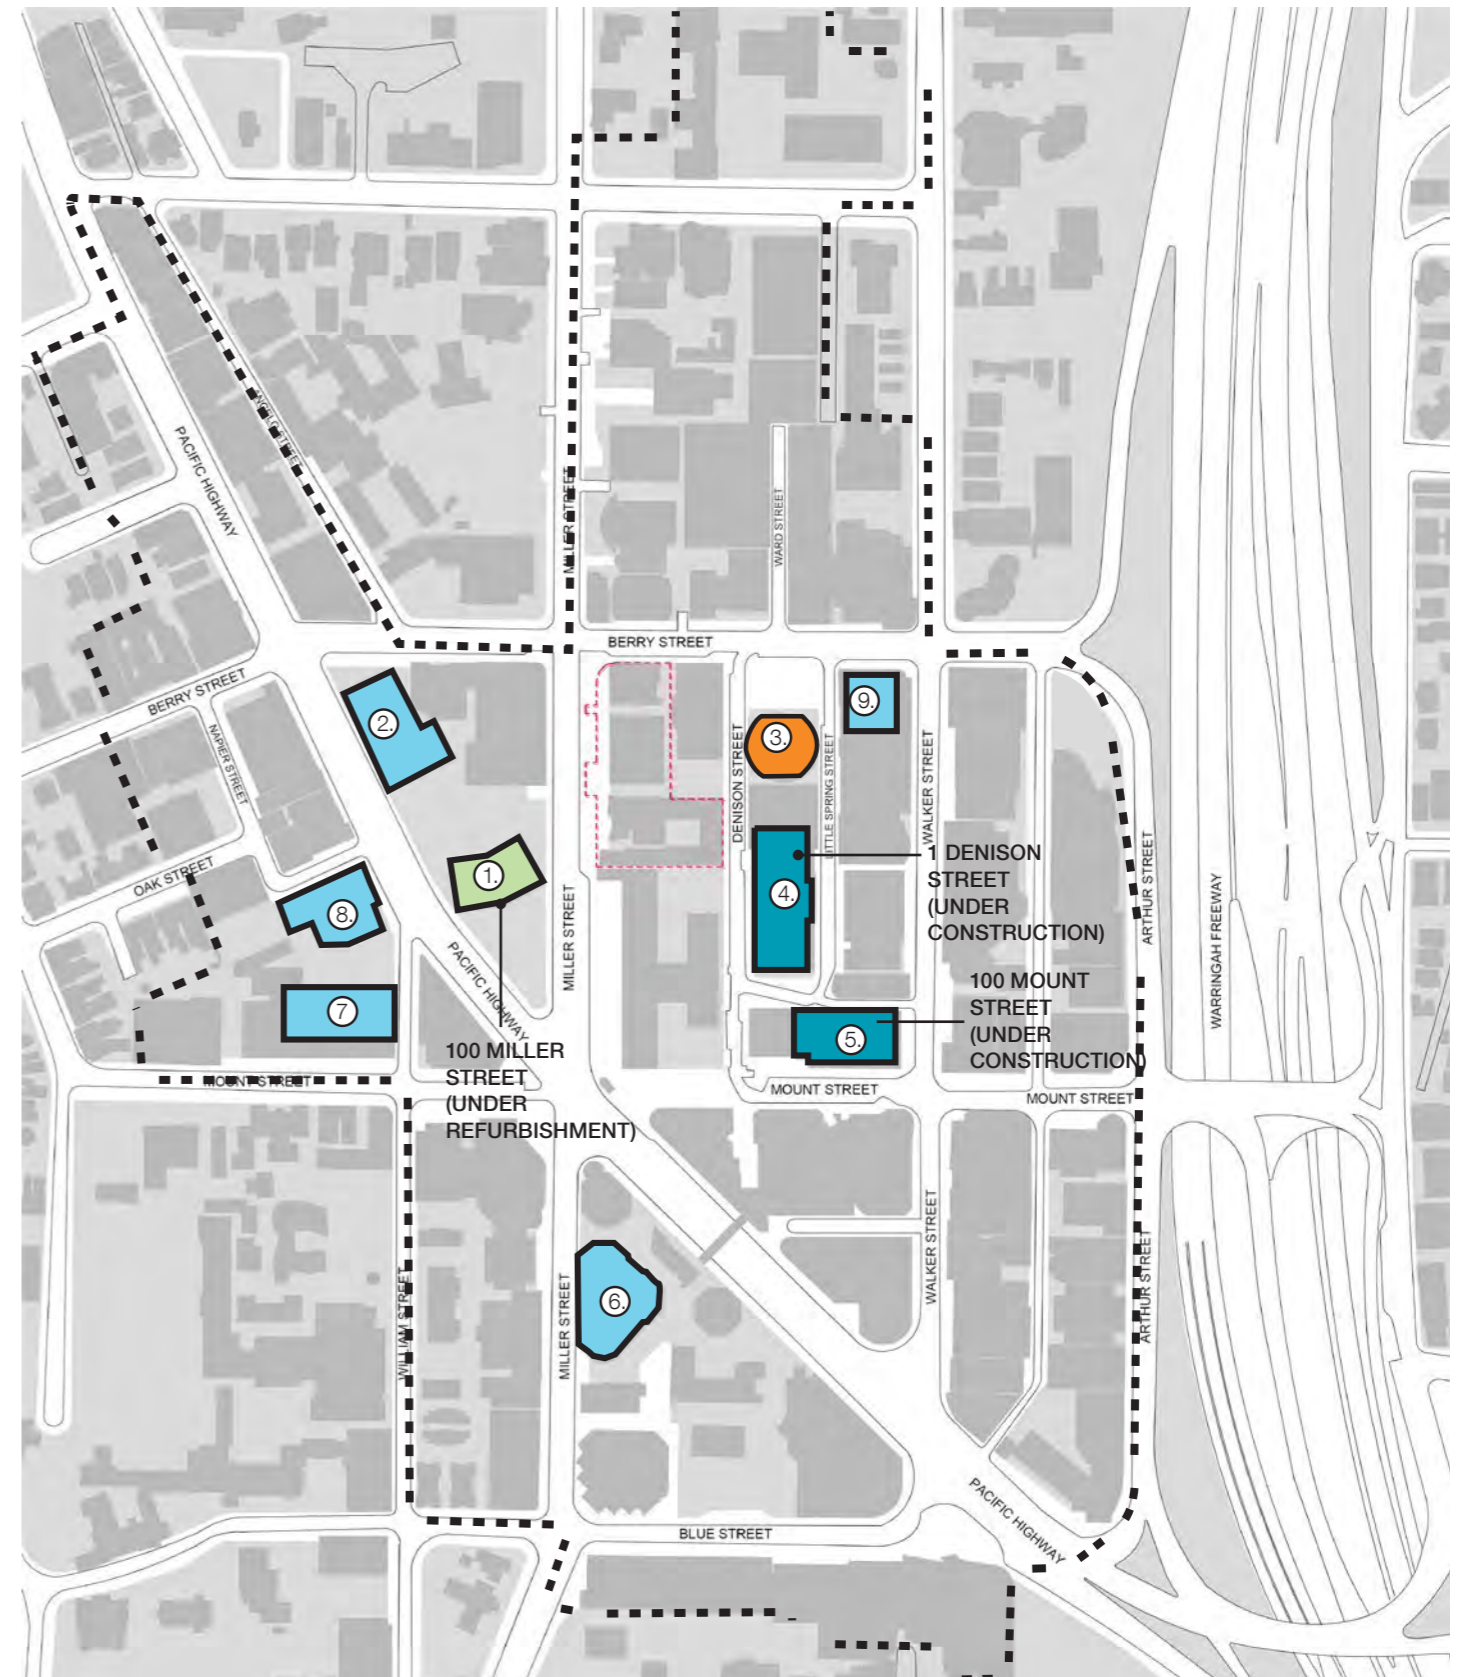 ANGELO STREET
PACIFIC HIGHWAY
MILLER STREET
WARD STREET
BERRY STREET
BERRY STREET
NAPIER STREET
2.
9.
3.
DENISON STREET
LITTLE SPRING STREET
WALKER STREET
OAK STREET
1.
8.
4.
1 DENISON
STREET
(UNDER
CONSTRUCTION)
ARTHUR STREET
WARRINGAH FREEWAY
MILLER STREET
PACIFIC HIGHWAY
7
5.
100 MOUNT
STREET
(UNDER
CONSTRUCTION)
100 MILLER
STREET
(UNDER
REFURBISHMENT)
MOUNT STREET
MOUNT STREET
MOUNT STREET
WALKER STREET
ARTHUR STREET
WILLIAM STREET
MILLER STREET
6.
PACIFIC HIGHWAY
BLUE STREET